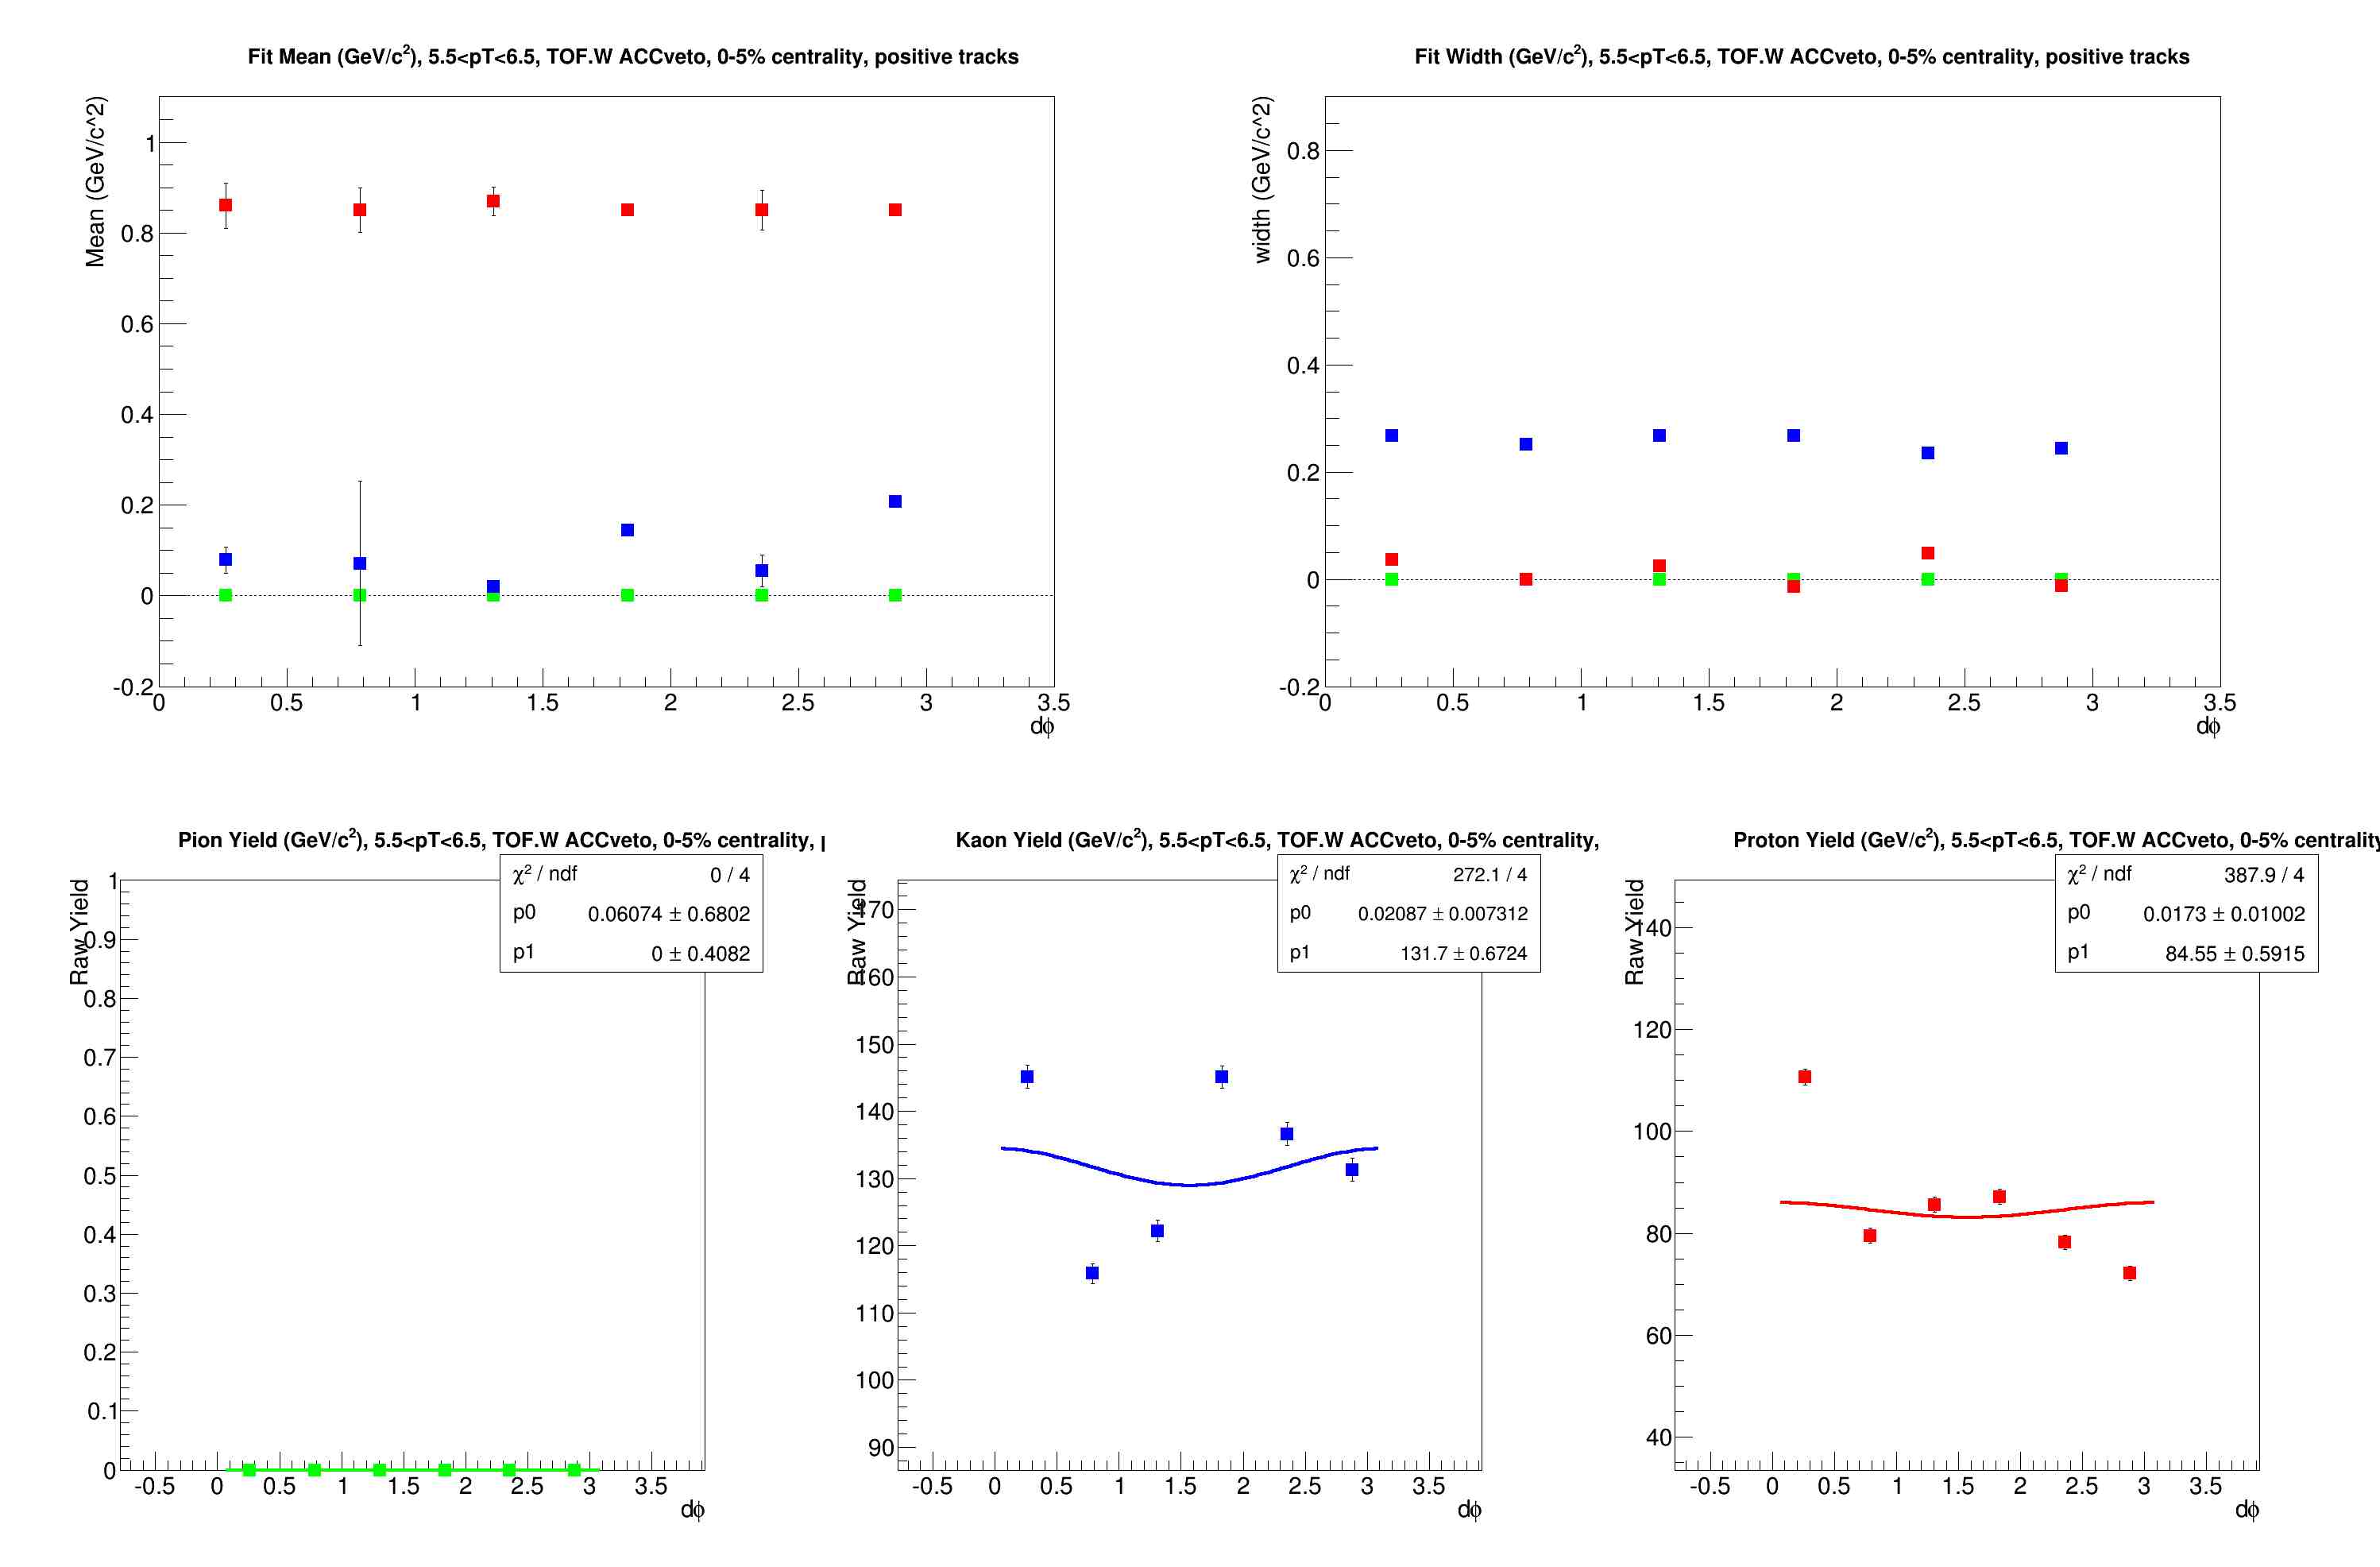 Fit Mean (GeV/c²), 5.5<pT<6.5, TOF.W ACCveto, 0-5% centrality, positive tracks
Mean (GeV/c^2)
1
0.8
0.6
0.4
0.2
0
-0.2
0 0.5 1 1.5 2 2.5 3 3.5
dϕ
Fit Width (GeV/c²), 5.5<pT<6.5, TOF.W ACCveto, 0-5% centrality, positive tracks
width (GeV/c^2)
0.8
0.6
0.4
0.2
0
-0.2
0 0.5 1 1.5 2 2.5 3 3.5
dϕ
Pion Yield (GeV/c²), 5.5<pT<6.5, TOF.W ACCveto, 0-5% centrality, p
χ² / ndf 0 / 4
p0 0.06074 ± 0.6802
p1 0 ± 0.4082
Raw Yield
1
0.9
0.8
0.7
0.6
0.5
0.4
0.3
0.2
0.1
0
-0.5 0 0.5 1 1.5 2 2.5 3 3.5
dϕ
Kaon Yield (GeV/c²), 5.5<pT<6.5, TOF.W ACCveto, 0-5% centrality,
χ² / ndf 272.1 / 4
p0 0.02087 ± 0.007312
p1 131.7 ± 0.6724
Raw Yield
170
160
150
140
130
120
110
100
90
-0.5 0 0.5 1 1.5 2 2.5 3 3.5
dϕ
Proton Yield (GeV/c²), 5.5<pT<6.5, TOF.W ACCveto, 0-5% centrality
χ² / ndf 387.9 / 4
p0 0.0173 ± 0.01002
p1 84.55 ± 0.5915
Raw Yield
140
120
100
80
60
40
-0.5 0 0.5 1 1.5 2 2.5 3 3.5
dϕ